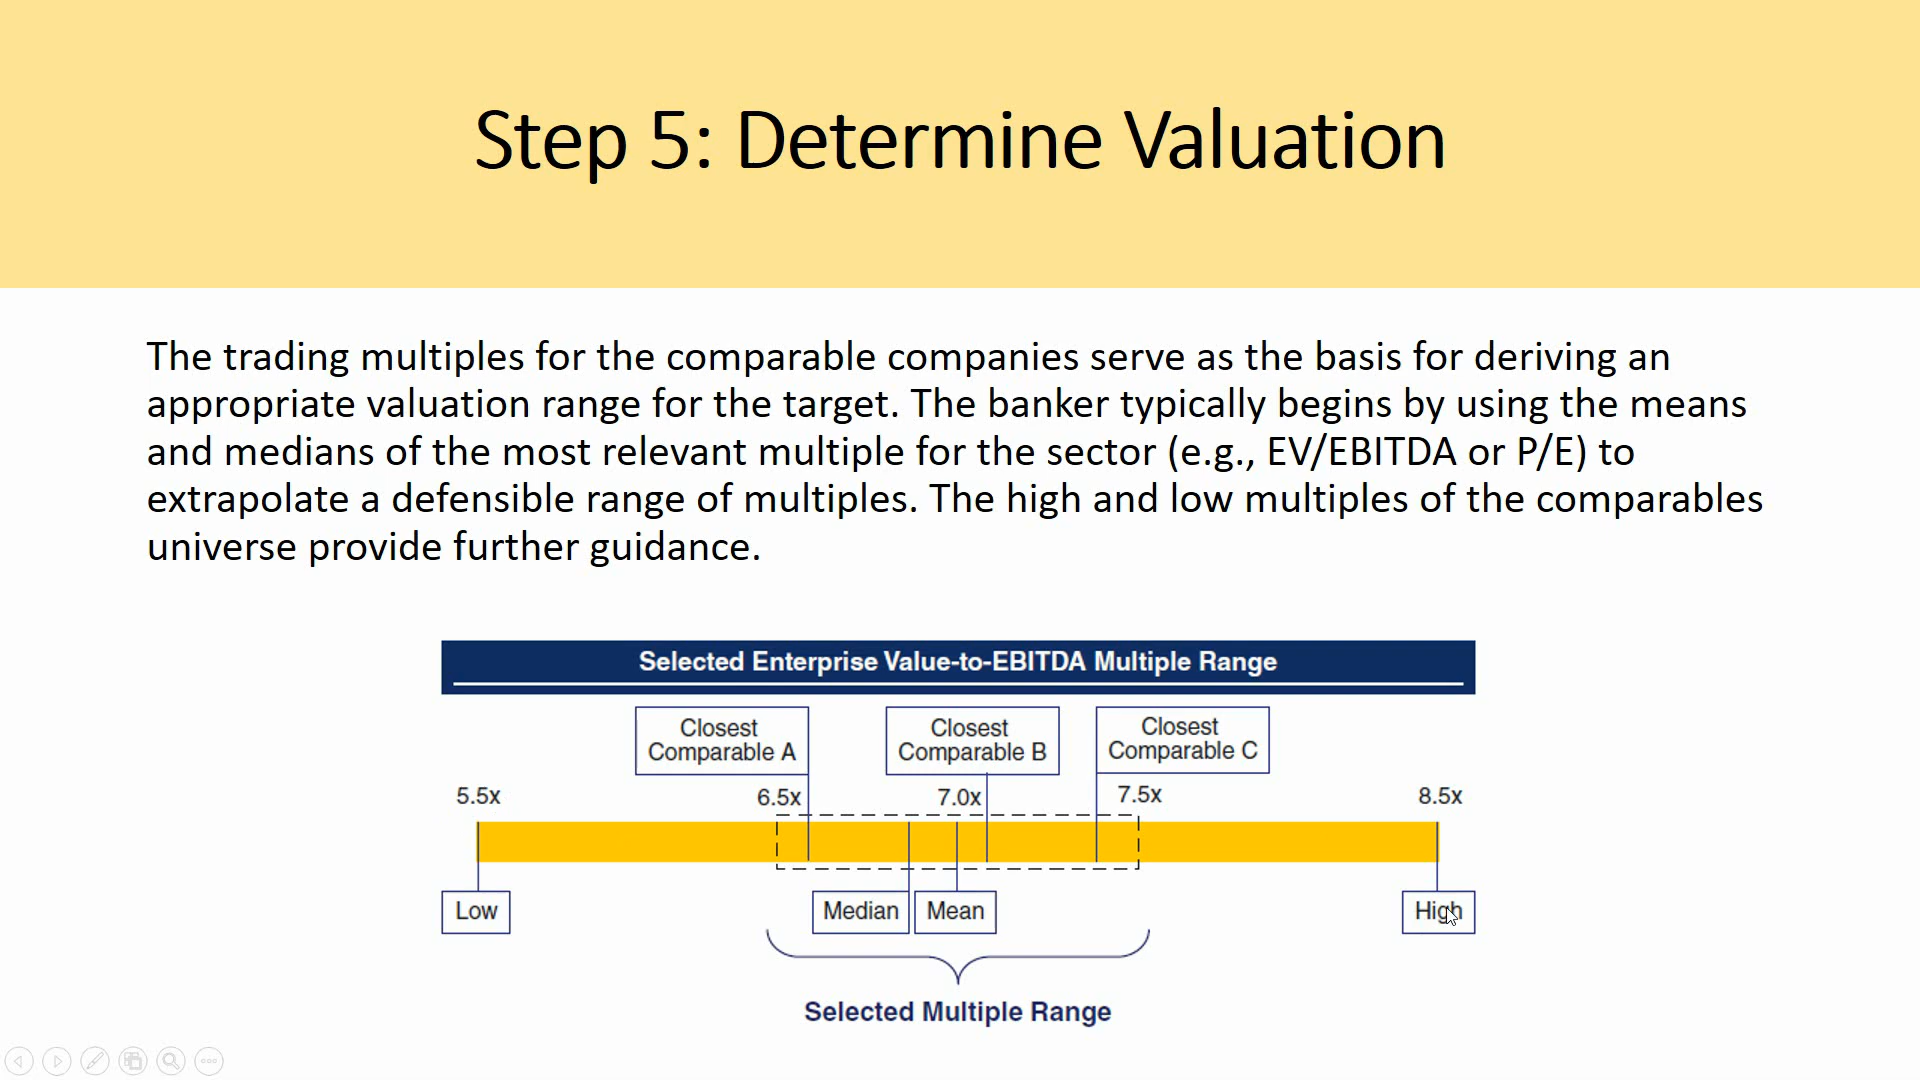 Step 5: Determine Valuation
The trading multiples for the comparable companies serve as the basis for deriving an
appropriate valuation range for the target. The banker typically begins by using the means
and medians of the most relevant multiple for the sector (e.g., EV/EBITDA or P/E) to
extrapolate a defensible range of multiples. The high and low multiples of the comparables
universe provide further guidance.
Selected Enterprise Value-to-EBITDA Multiple Range
Closest
Comparable A
Closest
Comparable B
Closest
Comparable C
5.5x
6.5x
7.0x
7.5x
8.5x
Low
Median
Mean
High
Selected Multiple Range